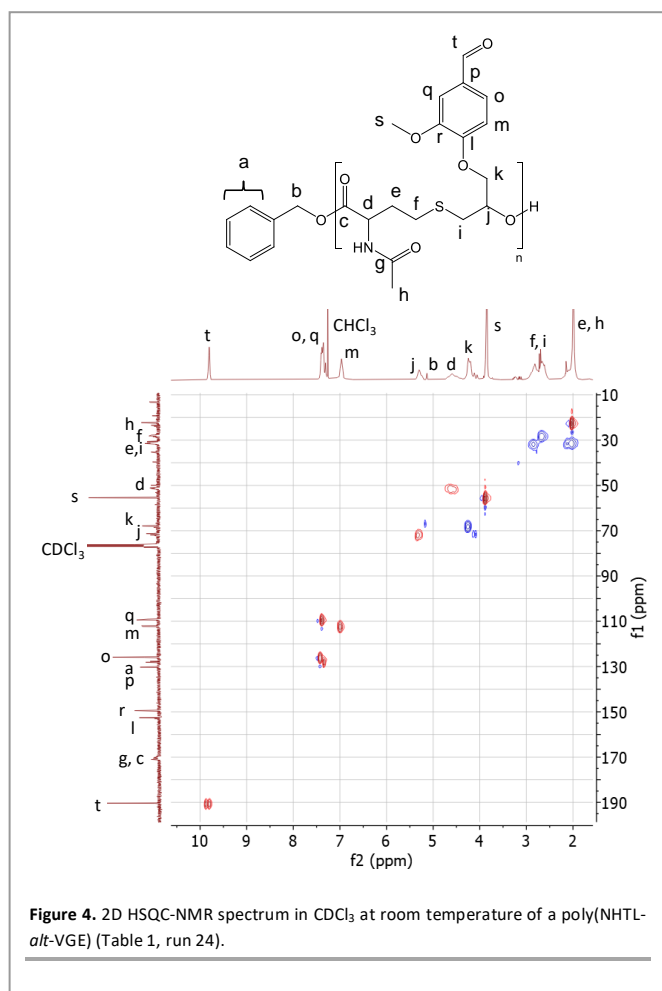 t
O
p
q
o
s
m
O
r
l
O
k
a
b
O
e
d
f
S
j
O
H
O
c
i
HN
O
n
g
h
t
o, q
CHCl3
m
j
b
d
k
s
f, i
e, h
h
f
e,i
d
s
k
j
CDCl3
q
m
o
a
p
r
l
g, c
t
10
30
50
70
90
110
130
150
170
190
f1 (ppm)
10 9 8 7 6 5 4 3 2
f2 (ppm)
Figure 4. 2D HSQC-NMR spectrum in CDCl3 at room temperature of a poly(NHTL-
alt-VGE) (Table 1, run 24).